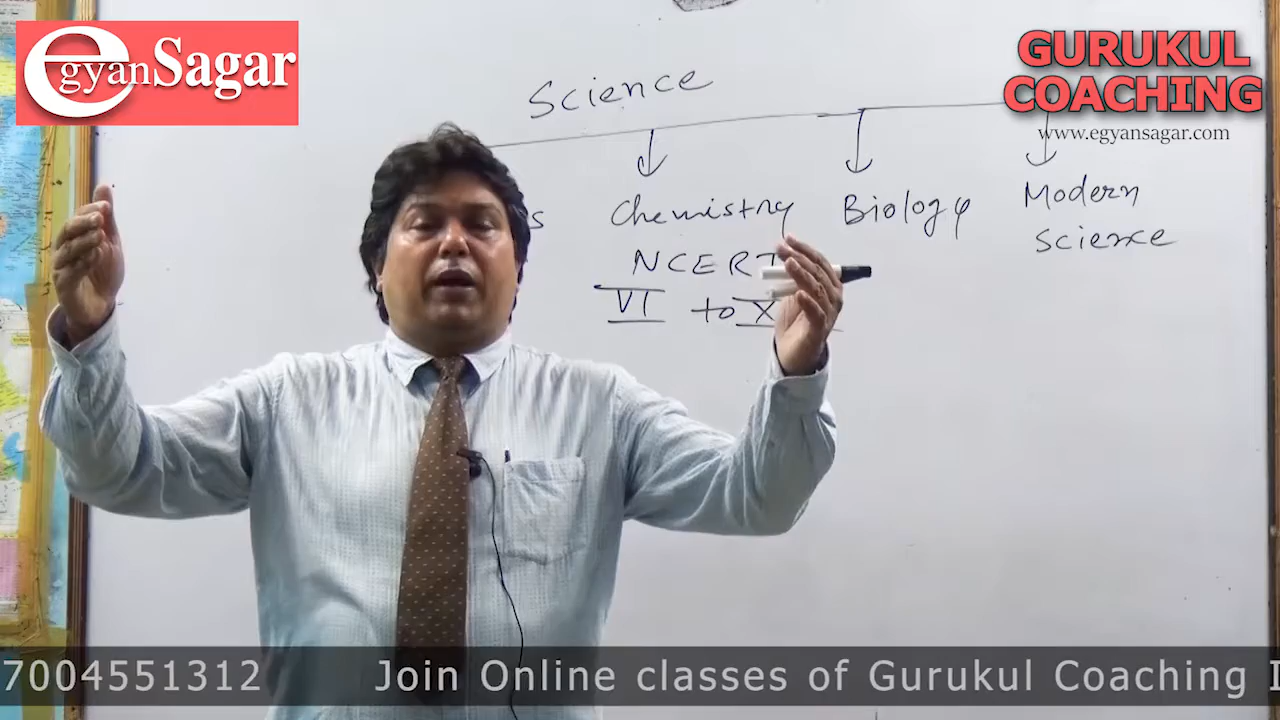 egyanSagar
GURUKUL
COACHING
www.egyansagar.com
Science
s Chemistry Biology Modern
Science
NCERT
VI to X
7004551312 Join Online classes of Gurukul Coaching I